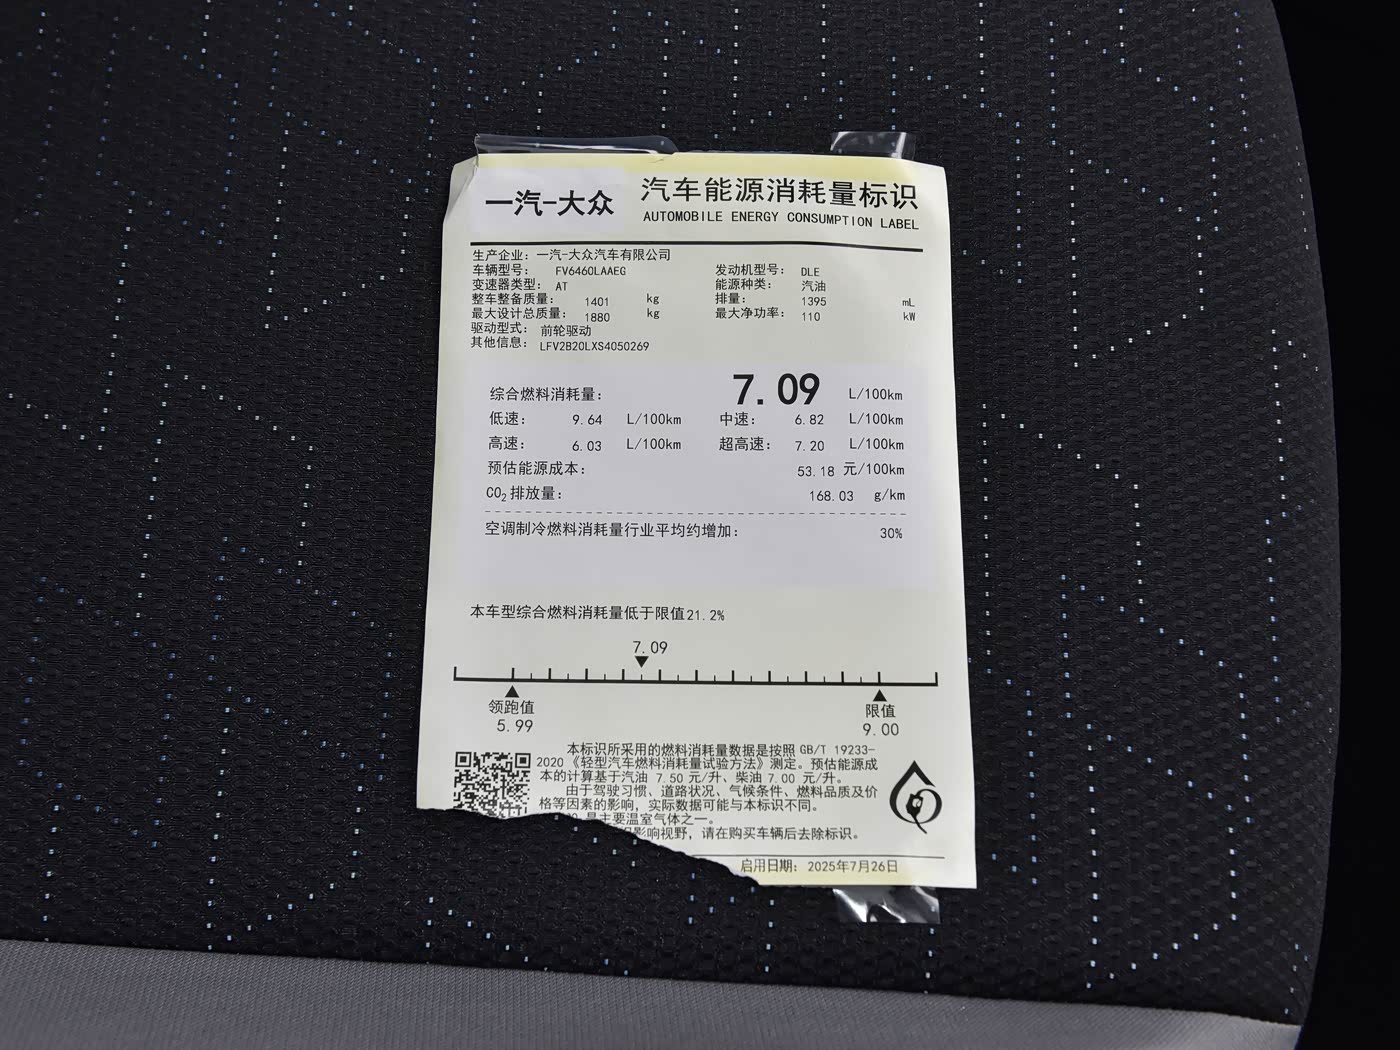 一汽-大众
汽车能源消耗量标识
AUTOMOBILE ENERGY CONSUMPTION LABEL
生产企业：一汽-大众汽车有限公司
车辆型号： FV6460LAAEG 发动机型号： DLE
变速器类型： AT 能源种类： 汽油
整车整备质量： 1401 kg 排量： 1395 mL
最大设计总质量： 1880 kg 最大净功率： 110 kW
驱动型式： 前轮驱动
其他信息： LFV2B20LXS4050269
综合燃料消耗量： 7.09 L/100km
低速： 9.64 L/100km 中速： 6.82 L/100km
高速： 6.03 L/100km 超高速： 7.20 L/100km
预估能源成本： 53.18 元/100km
CO₂排放量： 168.03 g/km
空调制冷燃料消耗量行业平均约增加： 30%
本车型综合燃料消耗量低于限值21.2%
7.09
领跑值 限值
5.99 9.00
本标识所采用的燃料消耗量数据是按照 GB/T 19233-
2020《轻型汽车燃料消耗量试验方法》测定。预估能源成
本的计算基于汽油 7.50 元/升、柴油 7.00 元/升。
由于驾驶习惯、道路状况、气候条件、燃料品质及价
格等因素的影响，实际数据可能与本标识不同。
是主要温室气体之一。
影响视野，请在购买车辆后去除标识。
启用日期： 2025年7月26日